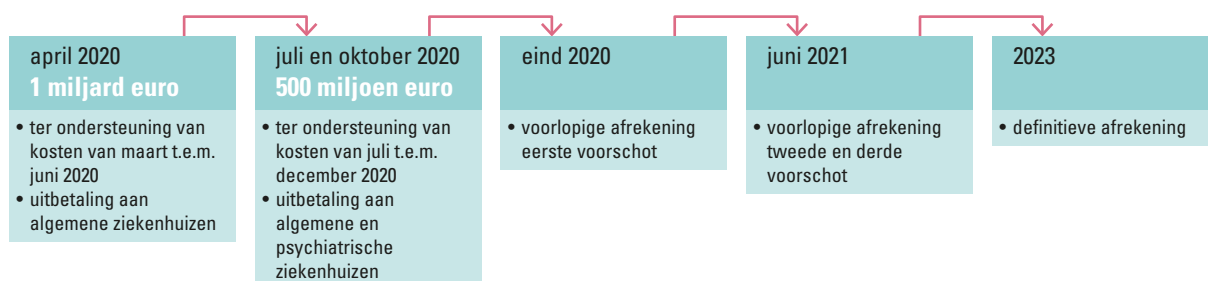 april 2020
1 miljard euro
• ter ondersteuning van
kosten van maart t.e.m.
juni 2020
• uitbetaling aan
algemene ziekenhuizen
juli en oktober 2020
500 miljoen euro
• ter ondersteuning van
kosten van juli t.e.m.
december 2020
• uitbetaling aan
algemene en
psychiatrische
ziekenhuizen
eind 2020
• voorlopige afrekening
eerste voorschot
juni 2021
• voorlopige afrekening
tweede en derde
voorschot
2023
• definitieve afrekening